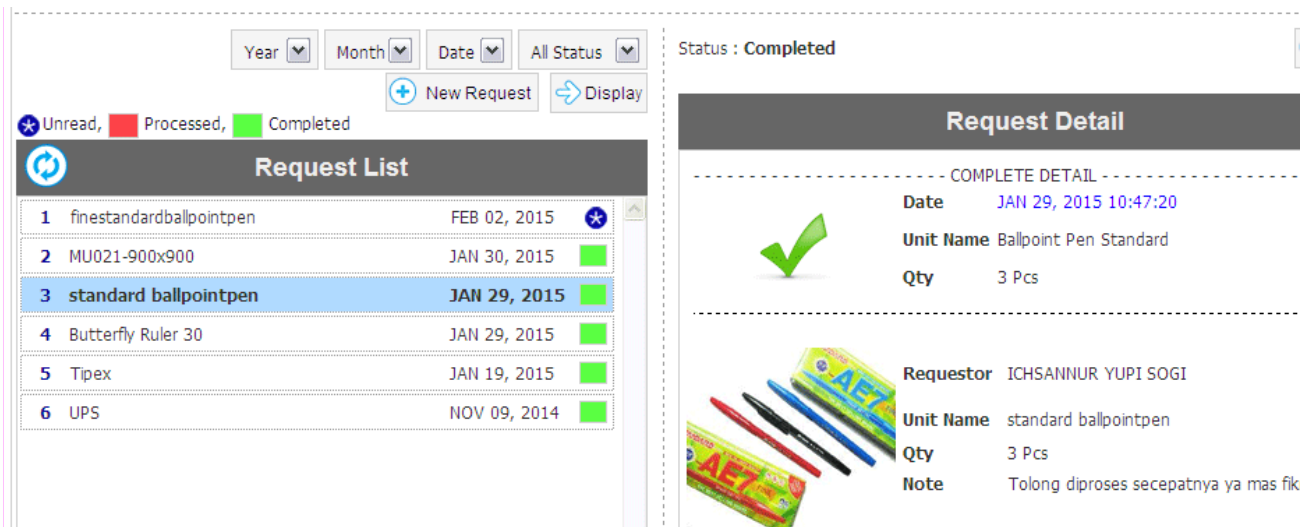 Year Month Date All Status
New Request Display
Unread, Processed, Completed
Request List
1 finestandardballpointpen FEB 02, 2015
2 MU021-900x900 JAN 30, 2015
3 standard ballpointpen JAN 29, 2015
4 Butterfly Ruler 30 JAN 29, 2015
5 Tipex JAN 19, 2015
6 UPS NOV 09, 2014
Status : Completed
Request Detail
COMPLETE DETAIL
Date JAN 29, 2015 10:47:20
Unit Name Ballpoint Pen Standard
Qty 3 Pcs
AE7
AE7
Requestor ICHSANNUR YUPI SOGI
Unit Name standard ballpointpen
Qty 3 Pcs
Note Tolong diproses secepatnya ya mas fik